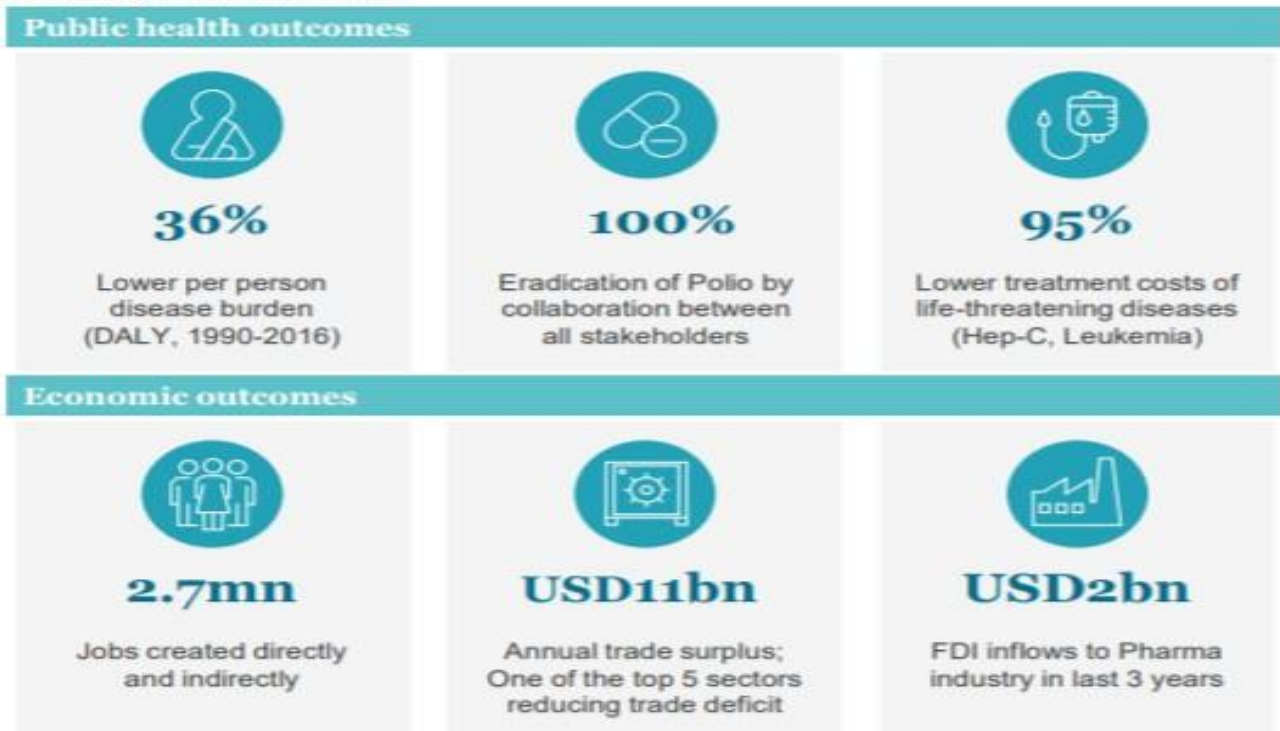 Public health outcomes
36%
Lower per person
disease burden
(DALY, 1990-2016)
100%
Eradication of Polio by
collaboration between
all stakeholders
95%
Lower treatment costs of
life-threatening diseases
(Hep-C, Leukemia)
Economic outcomes
2.7mn
Jobs created directly
and indirectly
USD11bn
Annual trade surplus;
One of the top 5 sectors
reducing trade deficit
USD2bn
FDI inflows to Pharma
industry in last 3 years